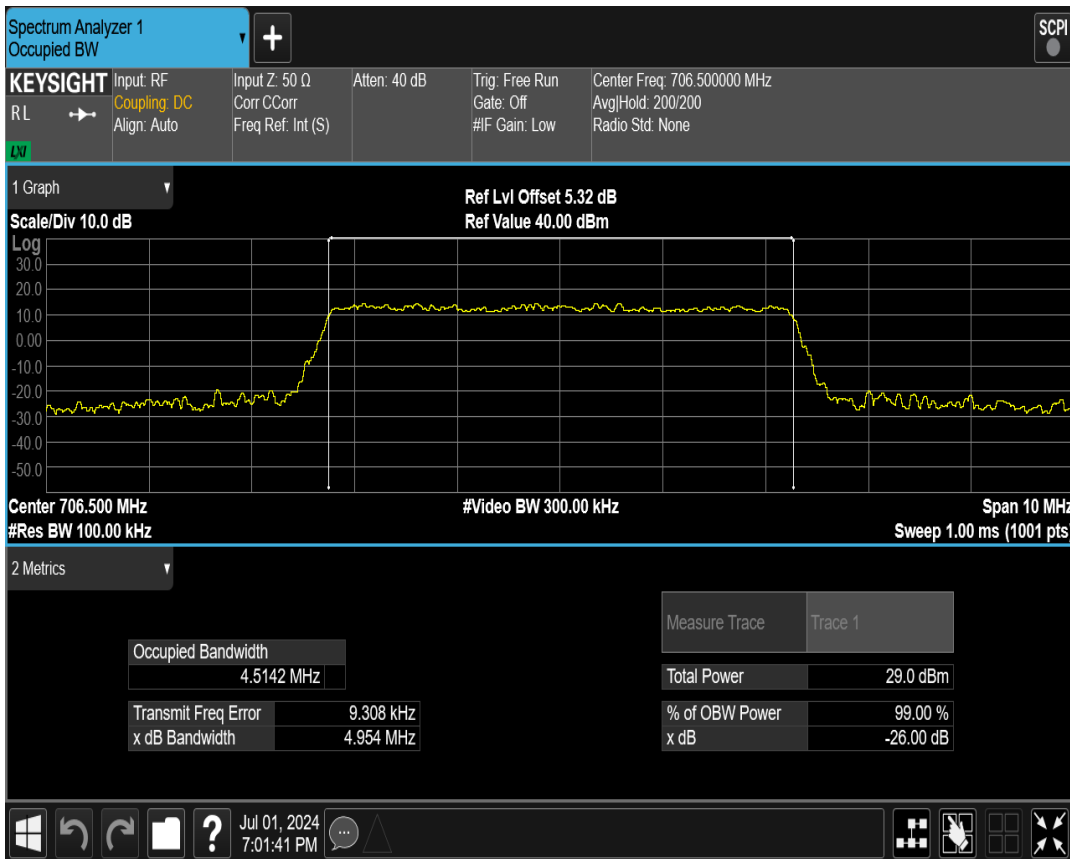 Spectrum Analyzer 1
Occupied BW
+
SCPI
KEYSIGHT
R L
LXI
Input: RF
Coupling: DC
Align: Auto
Input Z: 50 Ω
Corr CCorr
Freq Ref: Int (S)
Atten: 40 dB
Trig: Free Run
Gate: Off
#IF Gain: Low
Center Freq: 706.500000 MHz
Avg|Hold: 200/200
Radio Std: None
1 Graph
Scale/Div 10.0 dB
Ref Lvl Offset 5.32 dB
Ref Value 40.00 dBm
Log
30.0
20.0
10.0
0.00
-10.0
-20.0
-30.0
-40.0
-50.0
Center 706.500 MHz
#Video BW 300.00 kHz
Span 10 MHz
#Res BW 100.00 kHz
Sweep 1.00 ms (1001 pts)
2 Metrics
Measure Trace Trace 1
Occupied Bandwidth
4.5142 MHz
Total Power 29.0 dBm
Transmit Freq Error 9.308 kHz
% of OBW Power 99.00 %
x dB Bandwidth 4.954 MHz
x dB -26.00 dB
?
Jul 01, 2024
7:01:41 PM